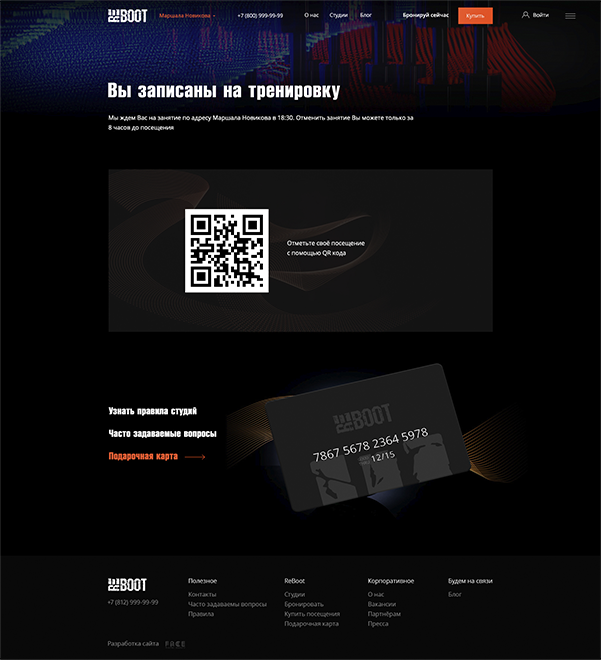 REBOOT
Маршала Новикова
+7 (800) 999-99-99
О нас
Студии
Блог
Бронируй сейчас
Купить
Войти
Вы записаны на тренировку
Мы ждем Вас на занятие по адресу Маршала Новикова в 18:30. Отменить занятие Вы можете только за
8 часов до посещения
Отметьте своё посещение
с помощью QR кода
Узнать правила студий
Часто задаваемые вопросы
Подарочная карта
REBOOT
7867 5678 2364 5978
12/15
REBOOT
+7 (812) 999-99-99
Полезное
Контакты
Часто задаваемы вопросы
Правила
ReBoot
Студии
Бронировать
Купить посещения
Подарочная карта
Корпоративное
О нас
Вакансии
Партнёрам
Пресса
Будем на связи
Блог
Разработка сайта